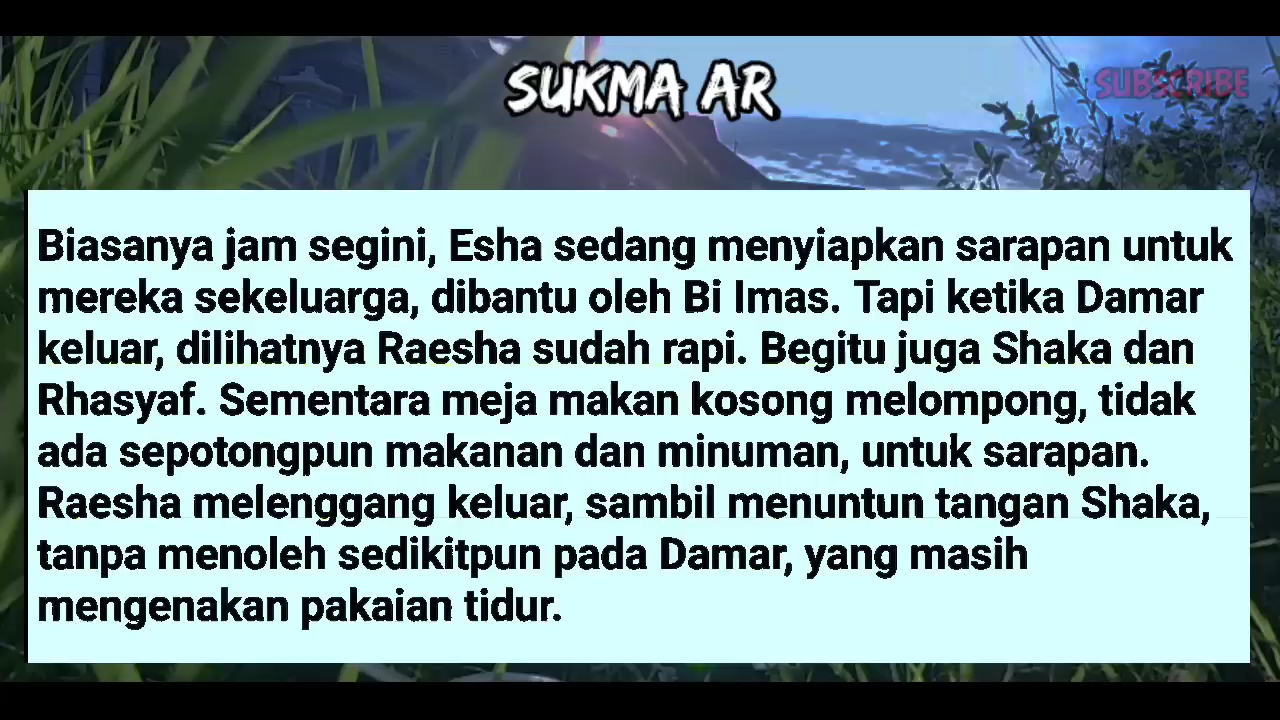 SUKMA AR
SUBSCRIBE
Biasanya jam segini, Esha sedang menyiapkan sarapan untuk
mereka sekeluarga, dibantu oleh Bi Imas. Tapi ketika Damar
keluar, dilihatnya Raesha sudah rapi. Begitu juga Shaka dan
Rhasyaf. Sementara meja makan kosong melompong, tidak
ada sepotongpun makanan dan minuman, untuk sarapan.
Raesha melenggang keluar, sambil menuntun tangan Shaka,
tanpa menoleh sedikitpun pada Damar, yang masih
mengenakan pakaian tidur.